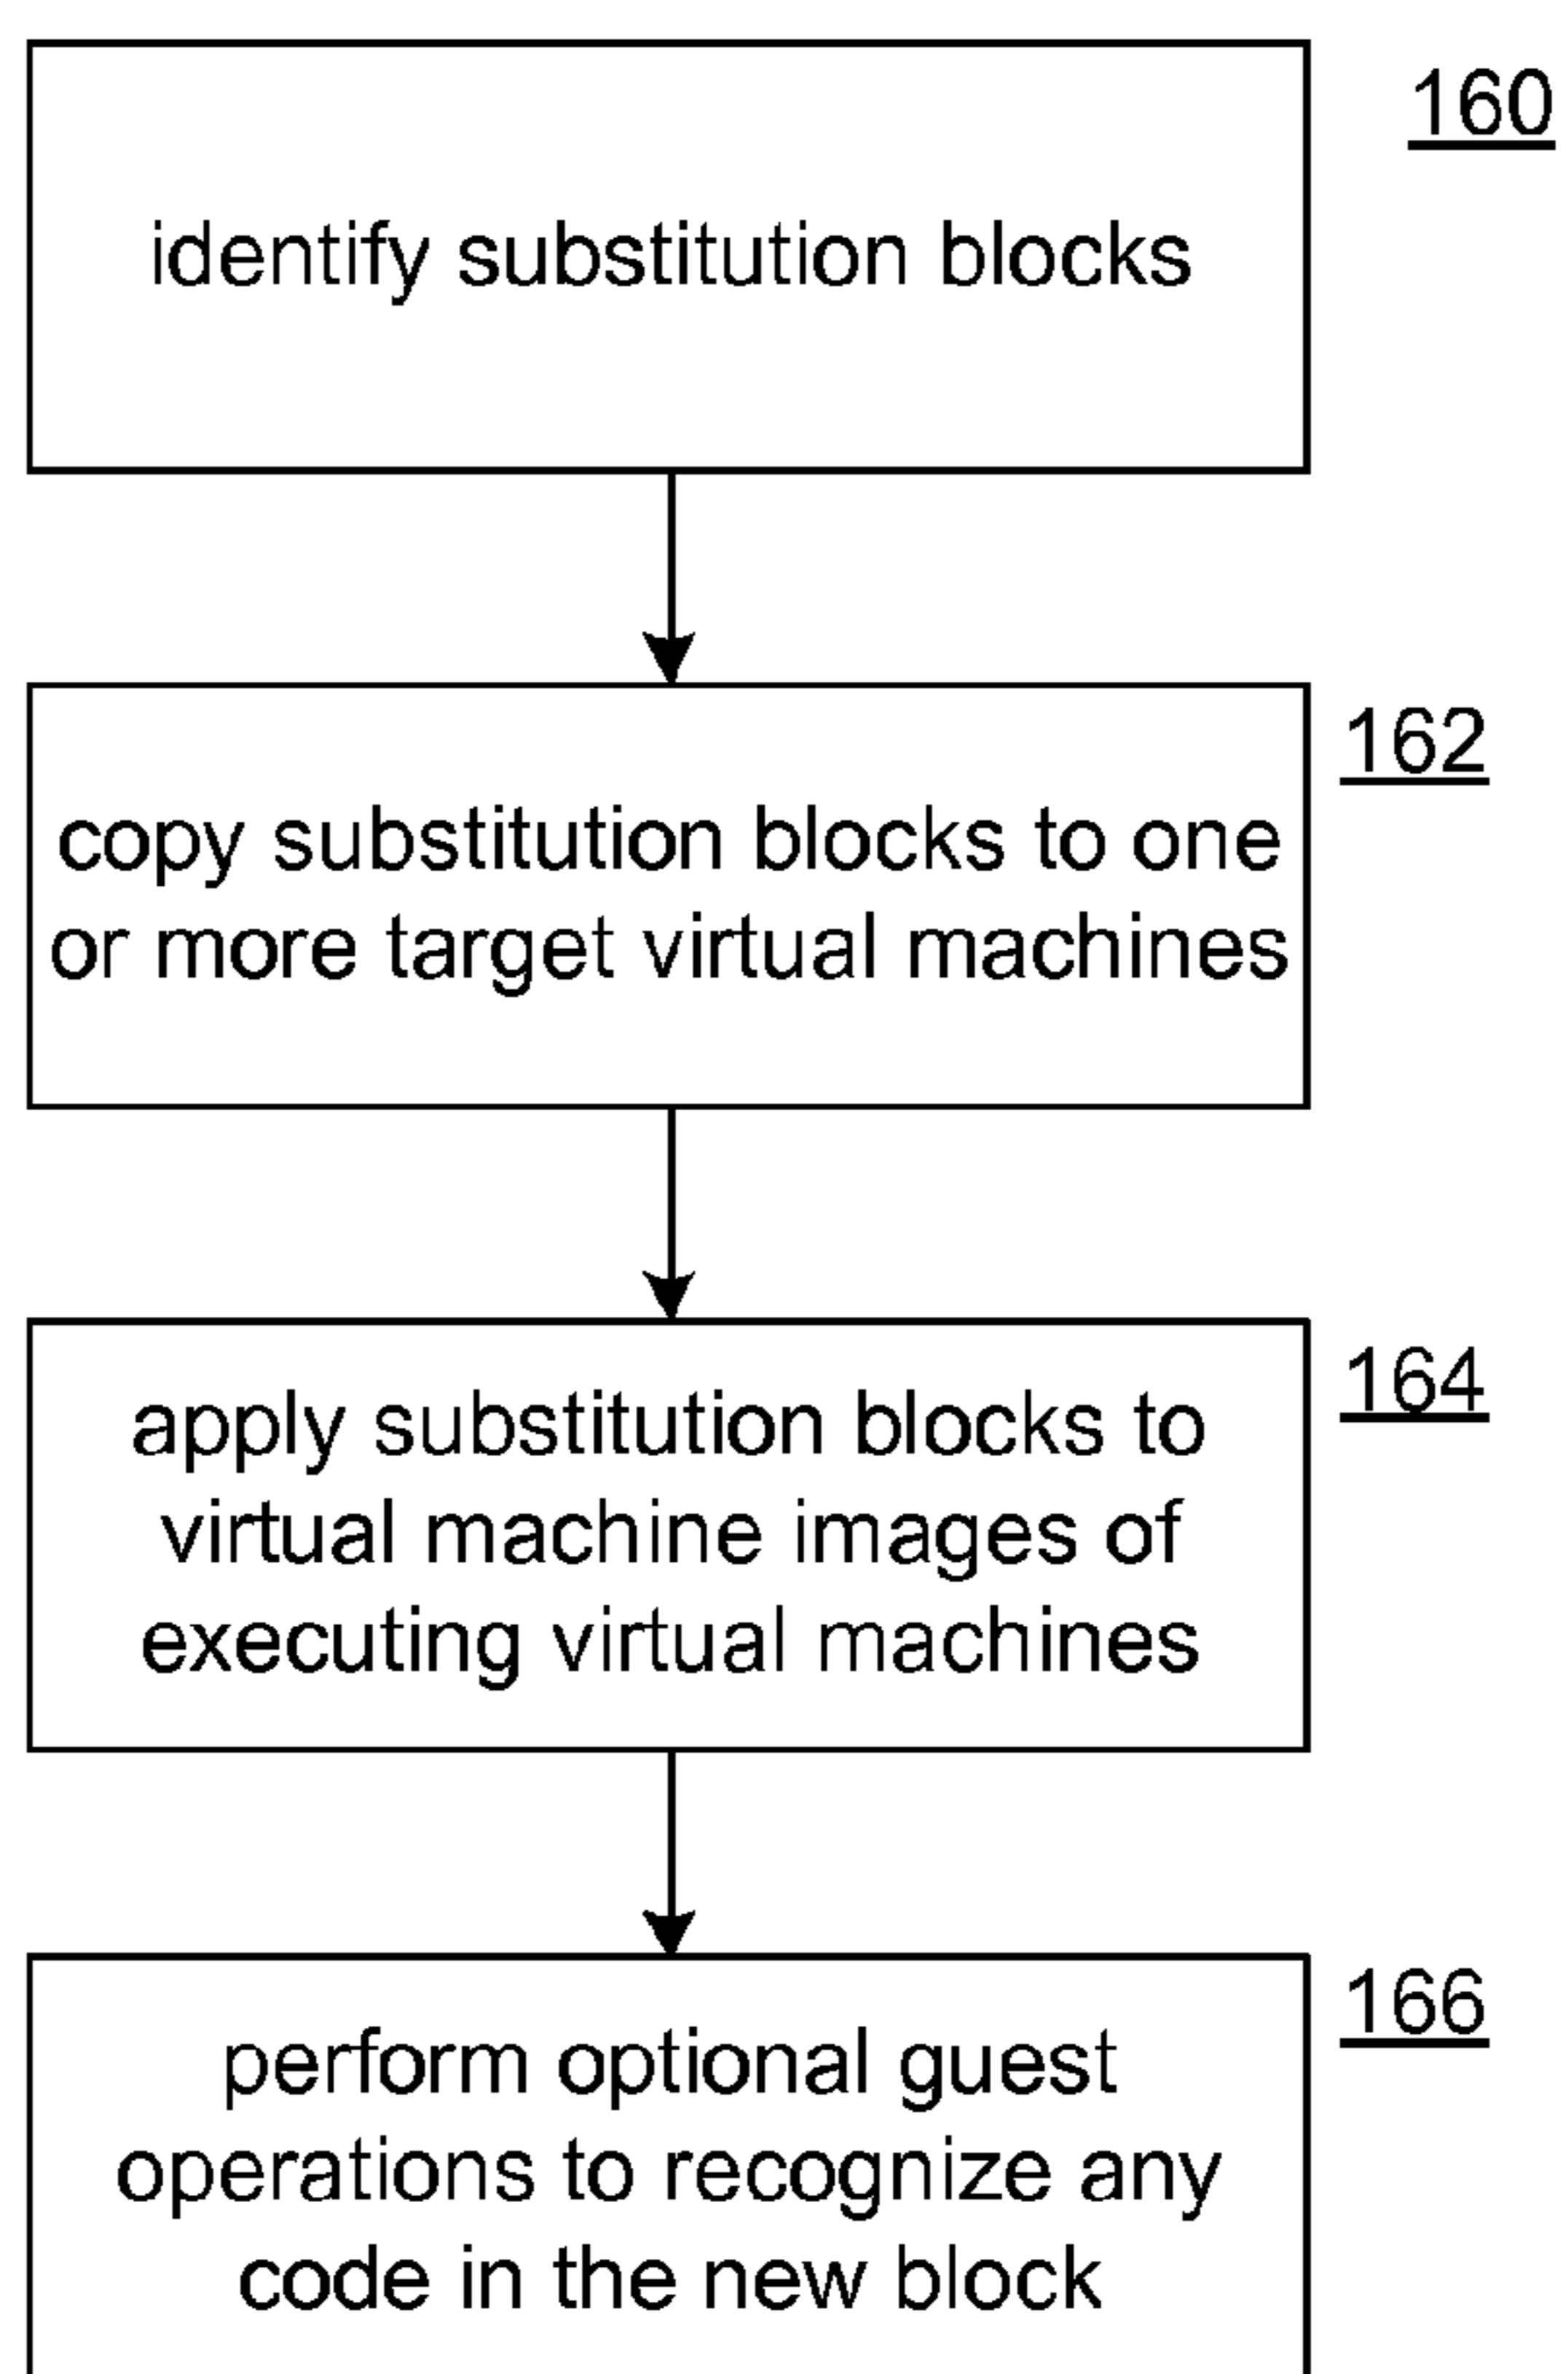 160
identify substitution blocks
162
copy substitution blocks to one
or more target virtual machines
164
apply substitution blocks to
virtual machine images of
executing virtual machines
166
perform optional guest
operations to recognize any
code in the new block